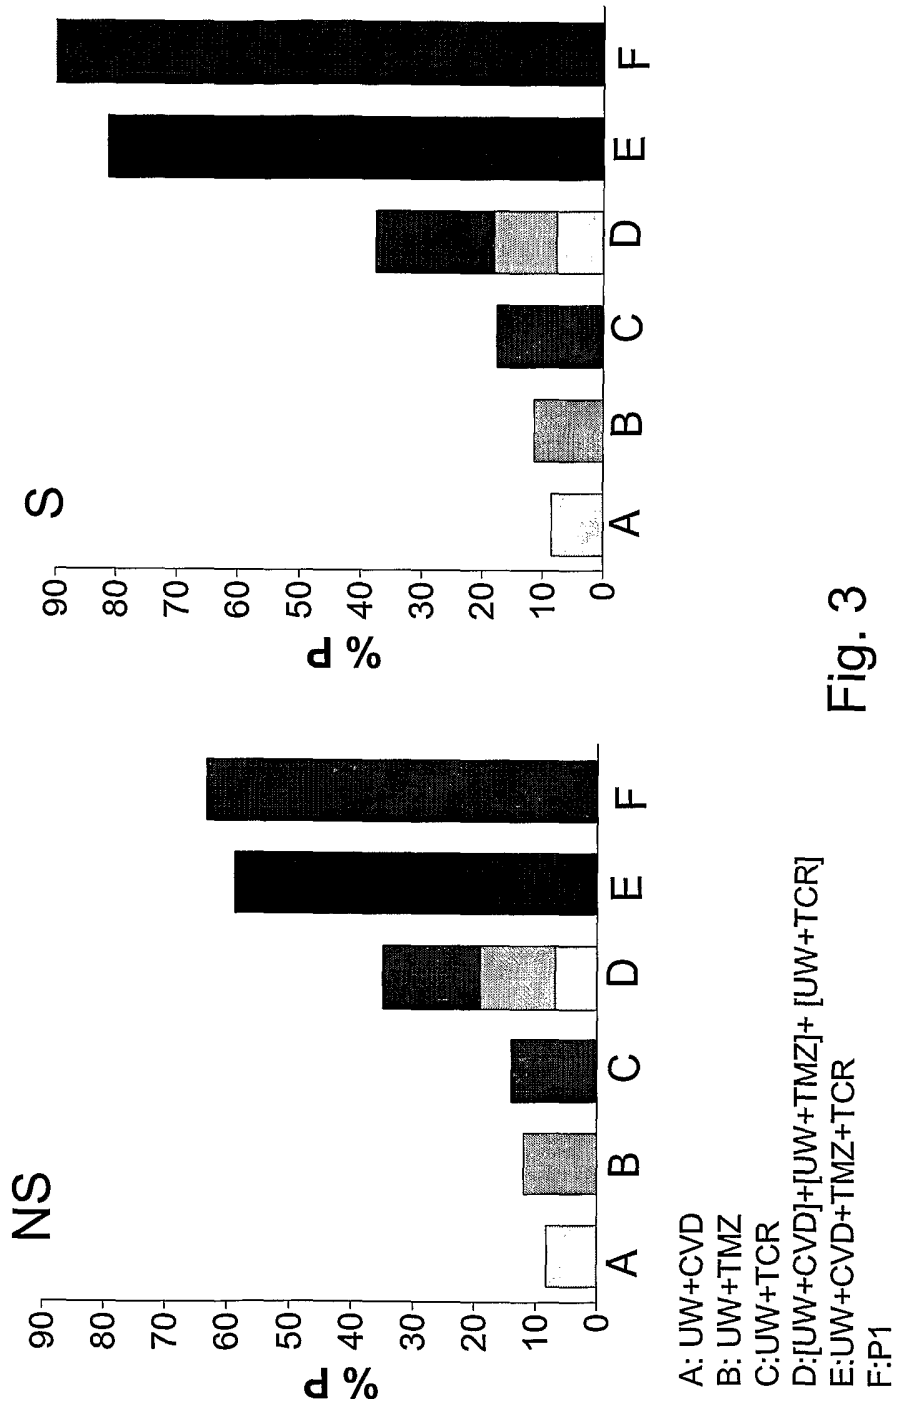 NS
% P
90
80
70
60
50
40
30
20
10
0
A B C D E F
S
% P
90
80
70
60
50
40
30
20
10
0
A B C D E F
A: UW+CVD
B: UW+TMZ
C:UW+TCR
D:[UW+CVD]+[UW+TMZ]+ [UW+TCR]
E:UW+CVD+TMZ+TCR
F:P1
Fig. 3